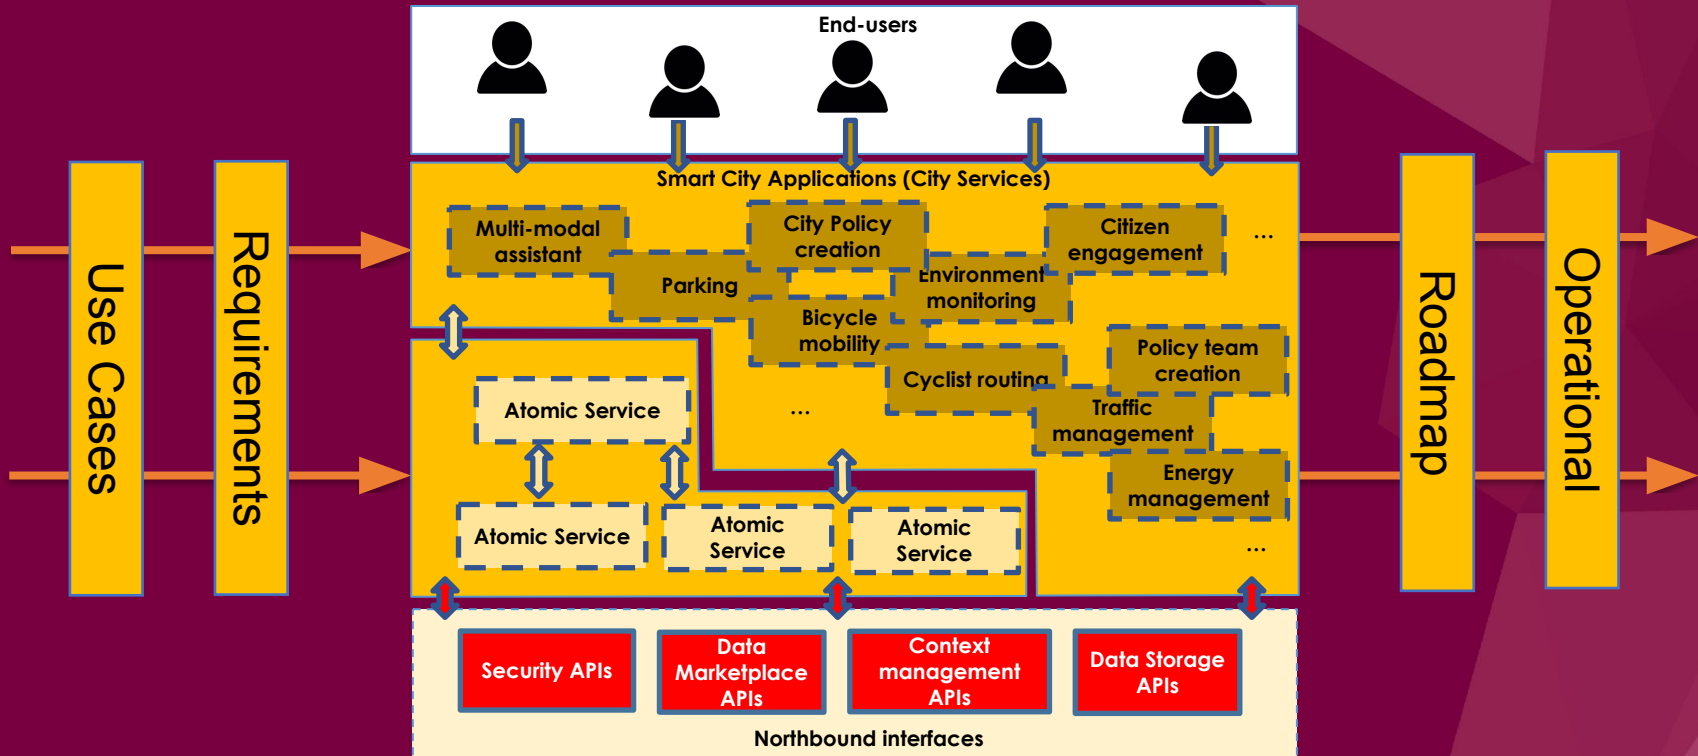 End-users
Use Cases
Requirements
Smart City Applications (City Services)
Multi-modal
assistant
Parking
City Policy
creation
Bicycle
mobility
Environment
monitoring
Citizen
engagement
...
Cyclist routing
Policy team
creation
Traffic
management
Energy
management
...
...
Atomic Service
Atomic Service
Atomic
Service
Atomic
Service
Security APIs
Data
Marketplace
APIs
Context
management
APIs
Data Storage
APIs
Northbound interfaces
Roadmap
Operational